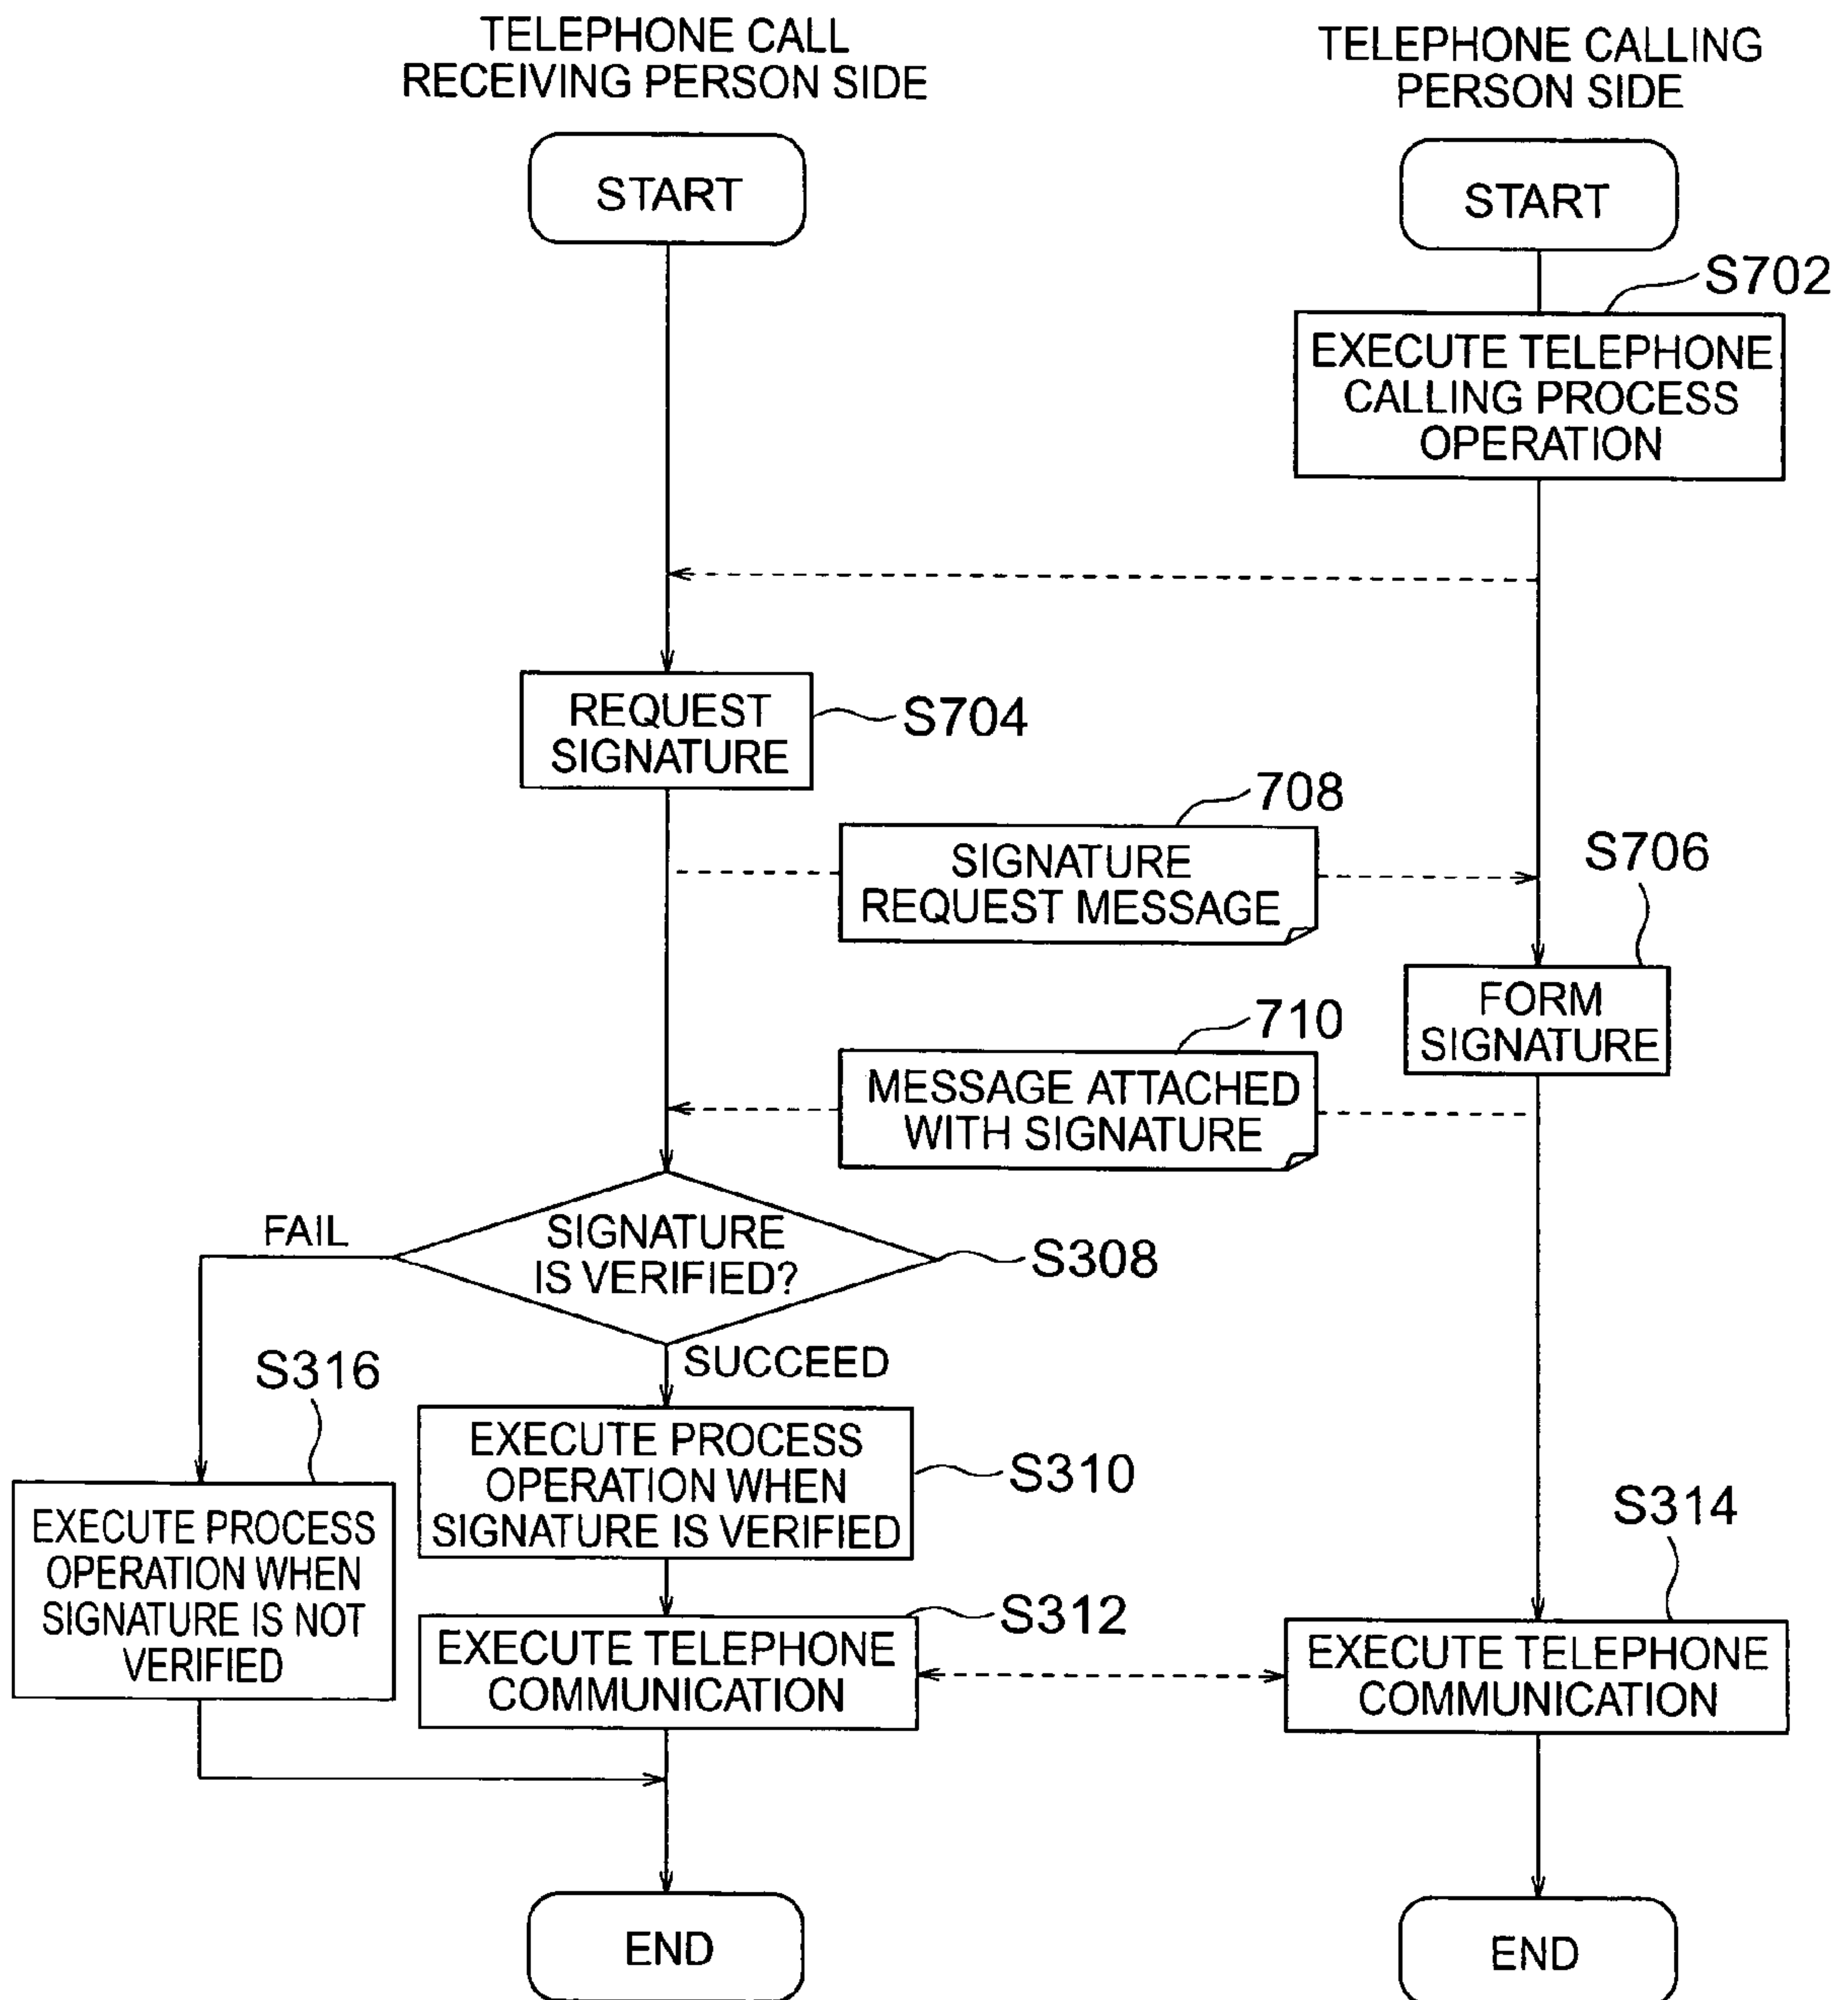 TELEPHONE CALL
RECEIVING PERSON SIDE
TELEPHONE CALLING
PERSON SIDE
START
START
S702
EXECUTE TELEPHONE
CALLING PROCESS
OPERATION
REQUEST
SIGNATURE
S704
708
SIGNATURE
REQUEST MESSAGE
S706
FORM
SIGNATURE
710
MESSAGE ATTACHED
WITH SIGNATURE
FAIL
SIGNATURE
IS VERIFIED?
S308
SUCCEED
S316
EXECUTE PROCESS
OPERATION WHEN
SIGNATURE IS VERIFIED
S310
EXECUTE PROCESS
OPERATION WHEN
SIGNATURE IS NOT
VERIFIED
S312
EXECUTE TELEPHONE
COMMUNICATION
S314
EXECUTE TELEPHONE
COMMUNICATION
END
END